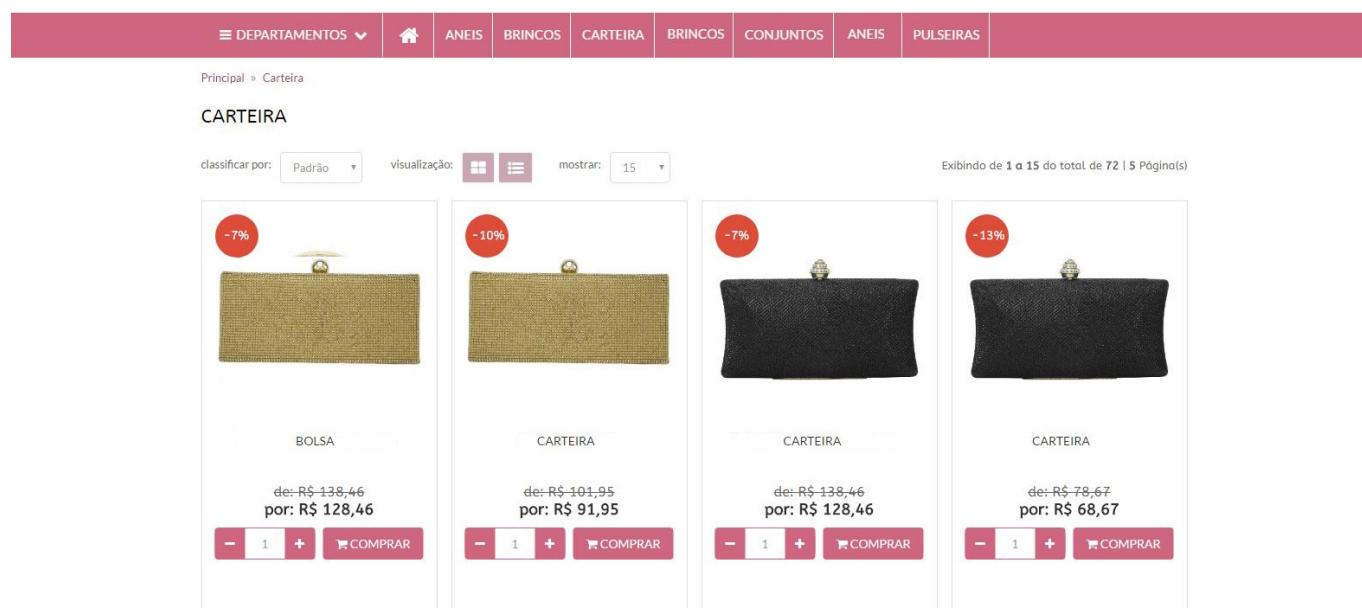 DEPARTAMENTOS ANEIS BRINCOS CARTEIRA BRINCOS CONJUNTOS ANEIS PULSEIRAS
Principal » Carteira
CARTEIRA
classificar por: Padrão visualização: mostrar: 15 Exibindo de 1 a 15 do total de 72 | 5 Página(s)
-7% -10% -7% -13%
BOLSA CARTEIRA CARTEIRA CARTEIRA
de: R$ 138,46 de: R$ 101,95 de: R$ 138,46 de: R$ 78,67
por: R$ 128,46 por: R$ 91,95 por: R$ 128,46 por: R$ 68,67
- 1 + COMPRAR - 1 + COMPRAR - 1 + COMPRAR - 1 + COMPRAR